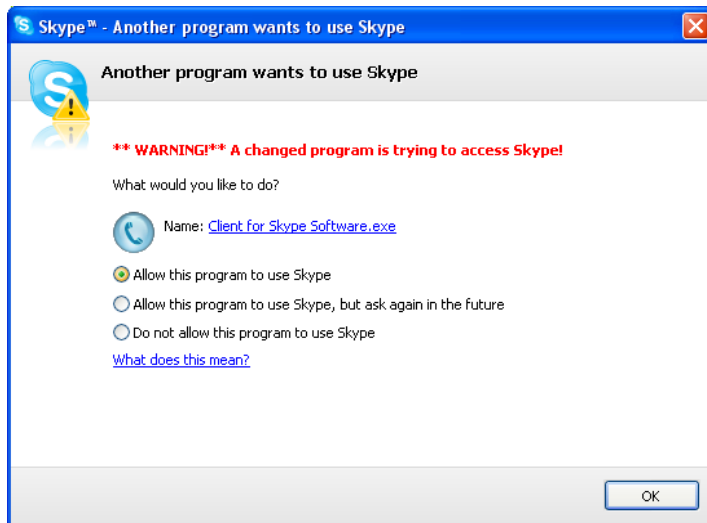 Skype™ - Another program wants to use Skype
Another program wants to use Skype
** WARNING!** A changed program is trying to access Skype!
What would you like to do?
Name: Client for Skype Software.exe
Allow this program to use Skype
Allow this program to use Skype, but ask again in the future
Do not allow this program to use Skype
What does this mean?
OK